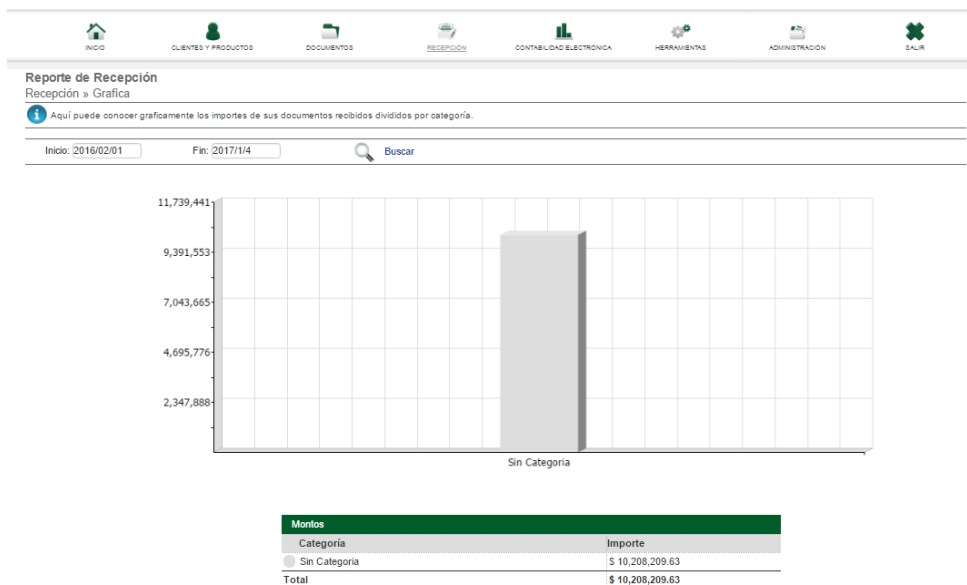 INICIO CLIENTES Y PRODUCTOS DOCUMENTOS RECEPCIÓN CONTABILIDAD ELECTRÓNICA HERRAMIENTAS ADMINISTRACIÓN SALIR
Reporte de Recepción
Recepción » Grafica
Aquí puede conocer graficamente los importes de sus documentos recibidos divididos por categoría.
Inicio: 2016/02/01 Fin: 2017/1/4 Buscar
11,739,441
9,391,553
7,043,665
4,695,776
2,347,888
Sin Categoria
Montos
Categoría Importe
Sin Categoria $ 10,208,209.63
Total $ 10,208,209.63